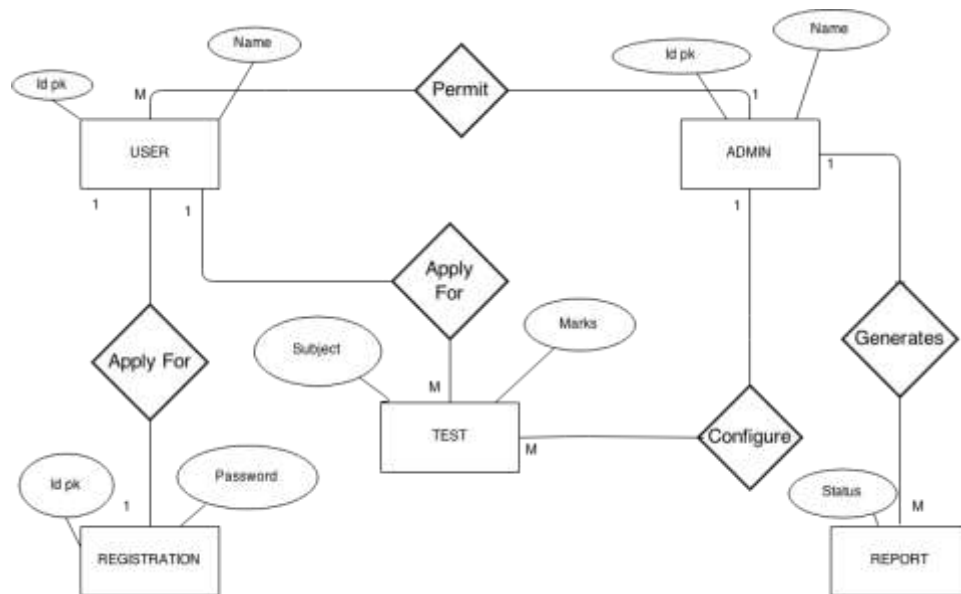 Name
Name
Id pk
Id pk
M
Permit
1
USER
ADMIN
1
1
1
1
Apply
For
Marks
Subject
Generates
Apply For
M
TEST
M
Configure
Id pk
Password
Status
1
M
REGISTRATION
REPORT